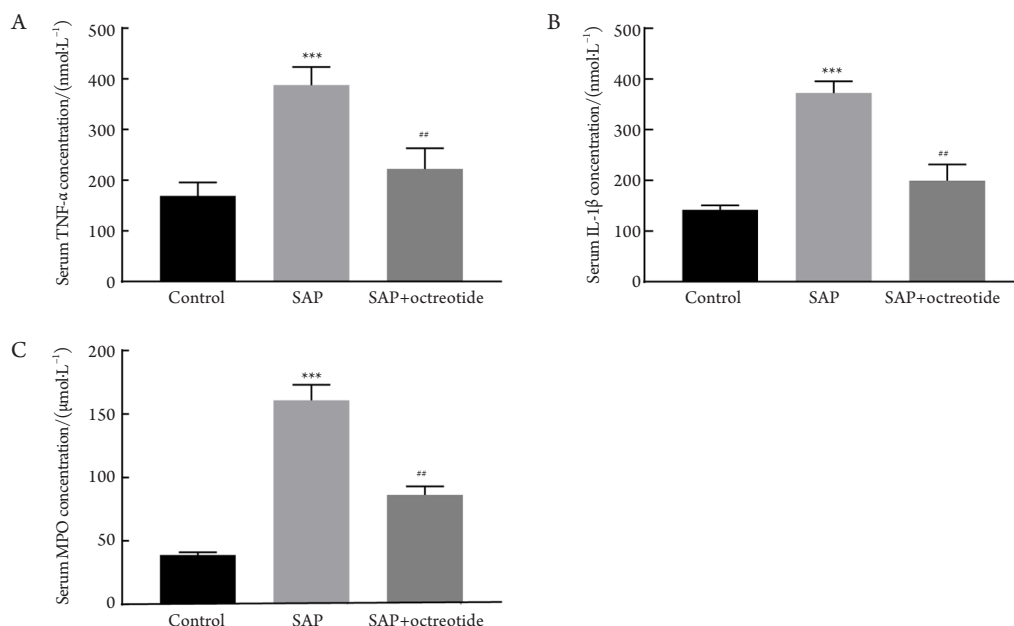 A
Serum TNF-α concentration/(nmol·L⁻¹)
500
400
300
200
100
0
***
##
Control SAP SAP+octreotide
B
Serum IL-1β concentration/(nmol·L⁻¹)
500
400
300
200
100
0
***
##
Control SAP SAP+octreotide
C
Serum MPO concentration/(μmol·L⁻¹)
200
150
100
50
0
***
##
Control SAP SAP+octreotide